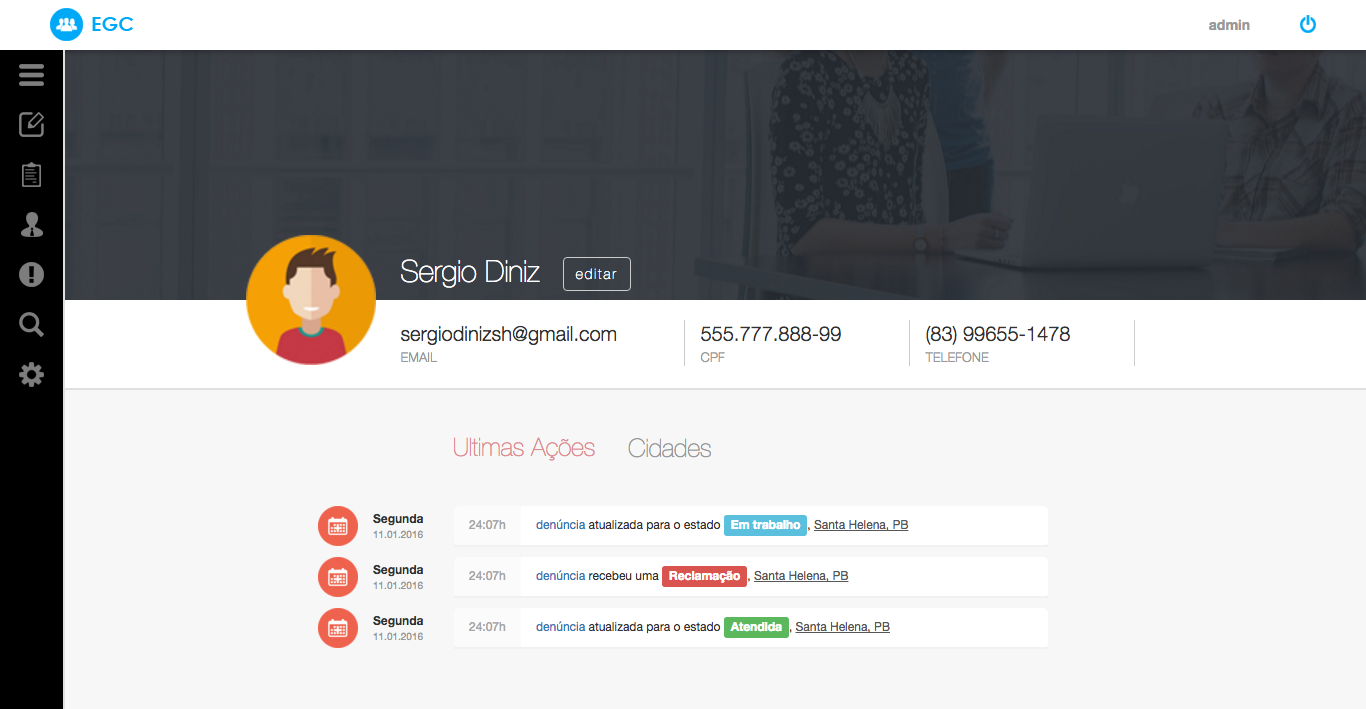 EGC
admin
Sergio Diniz editar
sergiodinizsh@gmail.com 555.777.888-99 (83) 99655-1478
EMAIL CPF TELEFONE
Ultimas Ações Cidades
Segunda
11.01.2016
24:07h denúncia atualizada para o estado Em trabalho, Santa Helena, PB
Segunda
11.01.2016
24:07h denúncia recebeu uma Reclamação, Santa Helena, PB
Segunda
11.01.2016
24:07h denúncia atualizada para o estado Atendida, Santa Helena, PB